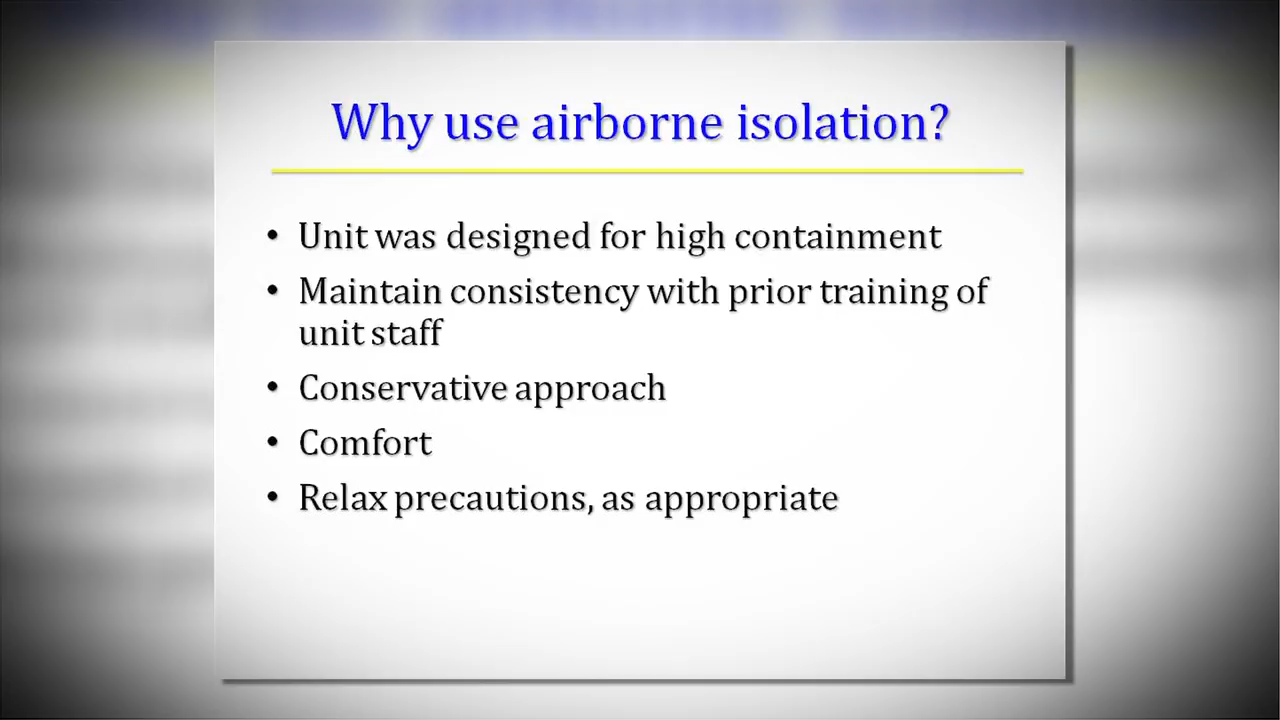 Why use airborne isolation?
• Unit was designed for high containment
• Maintain consistency with prior training of
unit staff
• Conservative approach
• Comfort
• Relax precautions, as appropriate